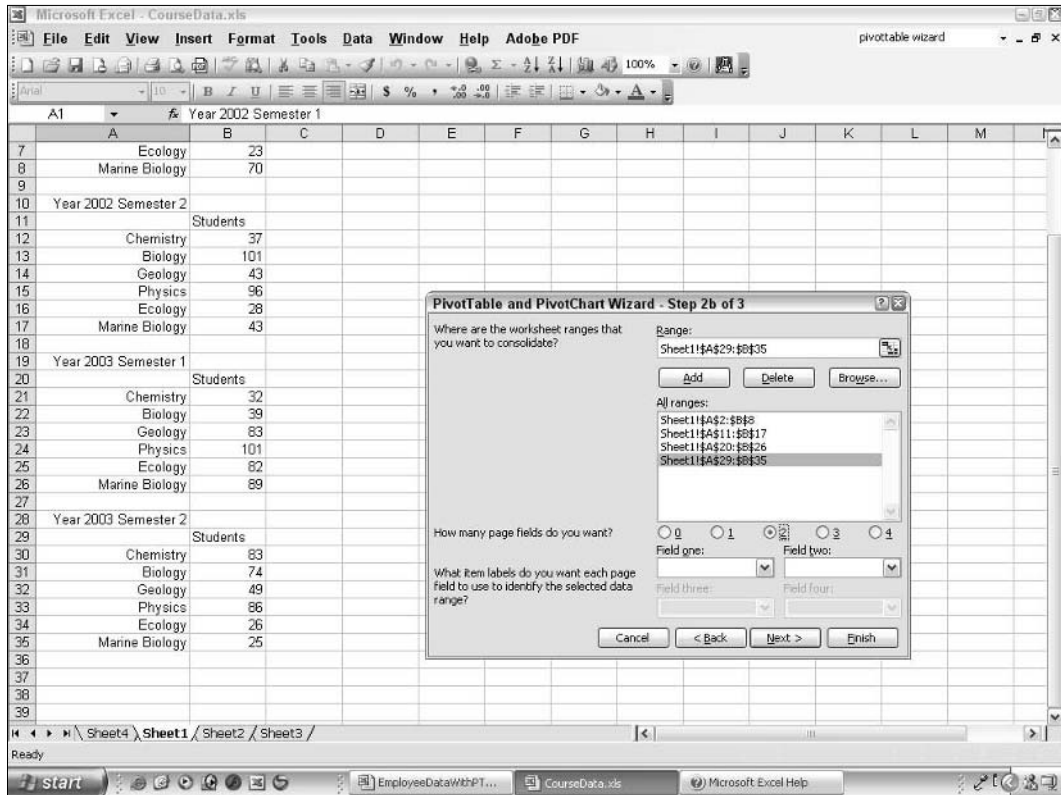 Microsoft Excel - CourseData.xls
File Edit View Insert Format Tools Data Window Help Adobe PDF pivottable wizard
100%
Arial 10 B I U $ % , A
A1 fx Year 2002 Semester 1
A B C D E F G H I J K L M
7 Ecology 23
8 Marine Biology 70
9
10 Year 2002 Semester 2
11 Students
12 Chemistry 37
13 Biology 101
14 Geology 43
15 Physics 96
16 Ecology 28
17 Marine Biology 43
18
19 Year 2003 Semester 1
20 Students
21 Chemistry 32
22 Biology 39
23 Geology 83
24 Physics 101
25 Ecology 82
26 Marine Biology 89
27
28 Year 2003 Semester 2
29 Students
30 Chemistry 83
31 Biology 74
32 Geology 49
33 Physics 86
34 Ecology 26
35 Marine Biology 25
36
37
38
39
PivotTable and PivotChart Wizard - Step 2b of 3
Where are the worksheet ranges that
you want to consolidate?
Range:
Sheet1!$A$29:$B$35
Add Delete Browse...
All ranges:
Sheet1!$A$2:$B$8
Sheet1!$A$11:$B$17
Sheet1!$A$20:$B$26
Sheet1!$A$29:$B$35
How many page fields do you want? 0 1 2 3 4
Field one: Field two:
What item labels do you want each page
field to use to identify the selected data
range?
Field three: Field four:
Cancel < Back Next > Finish
Sheet4 Sheet1 Sheet2 Sheet3
Ready
start EmployeeDataWithPT... CourseData.xls Microsoft Excel Help